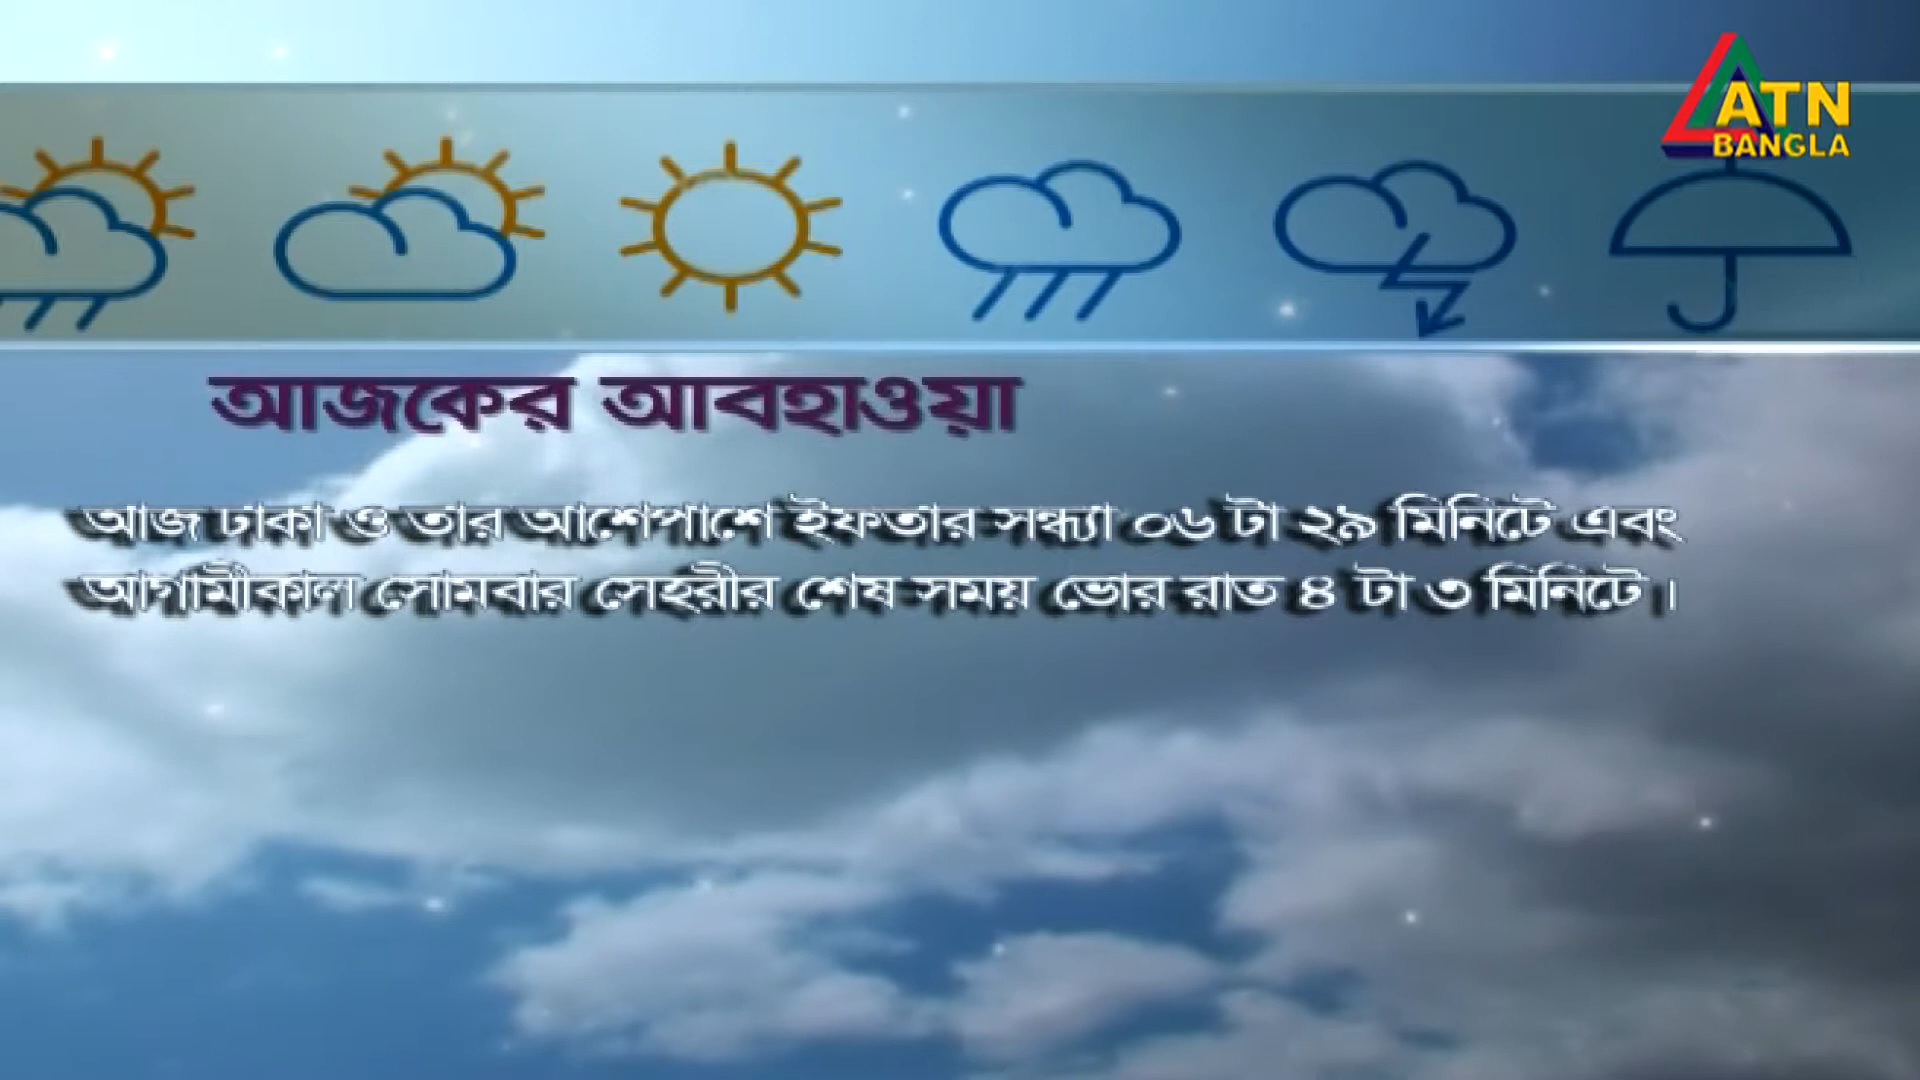 ATN
BANGLA
আজকের আবহাওয়া
আজ ঢাকা ও তার আশেপাশে ইফতার সন্ধ্যা ০৬ টা ২৯ মিনিটে এবং
আগামীকাল সোমবার সেহরীর শেষ সময় ভোর রাত ৪ টা ৩ মিনিটে ।